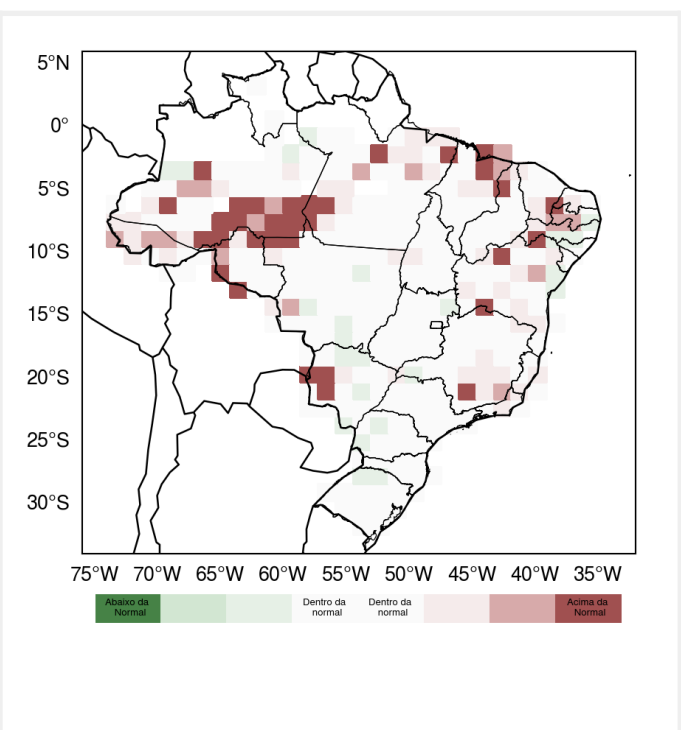 5°N
0°
5°S
10°S
15°S
20°S
25°S
30°S
75°W 70°W 65°W 60°W 55°W 50°W 45°W 40°W 35°W
Abaixo da Dentro da Dentro da Acima da
Normal normal normal Normal